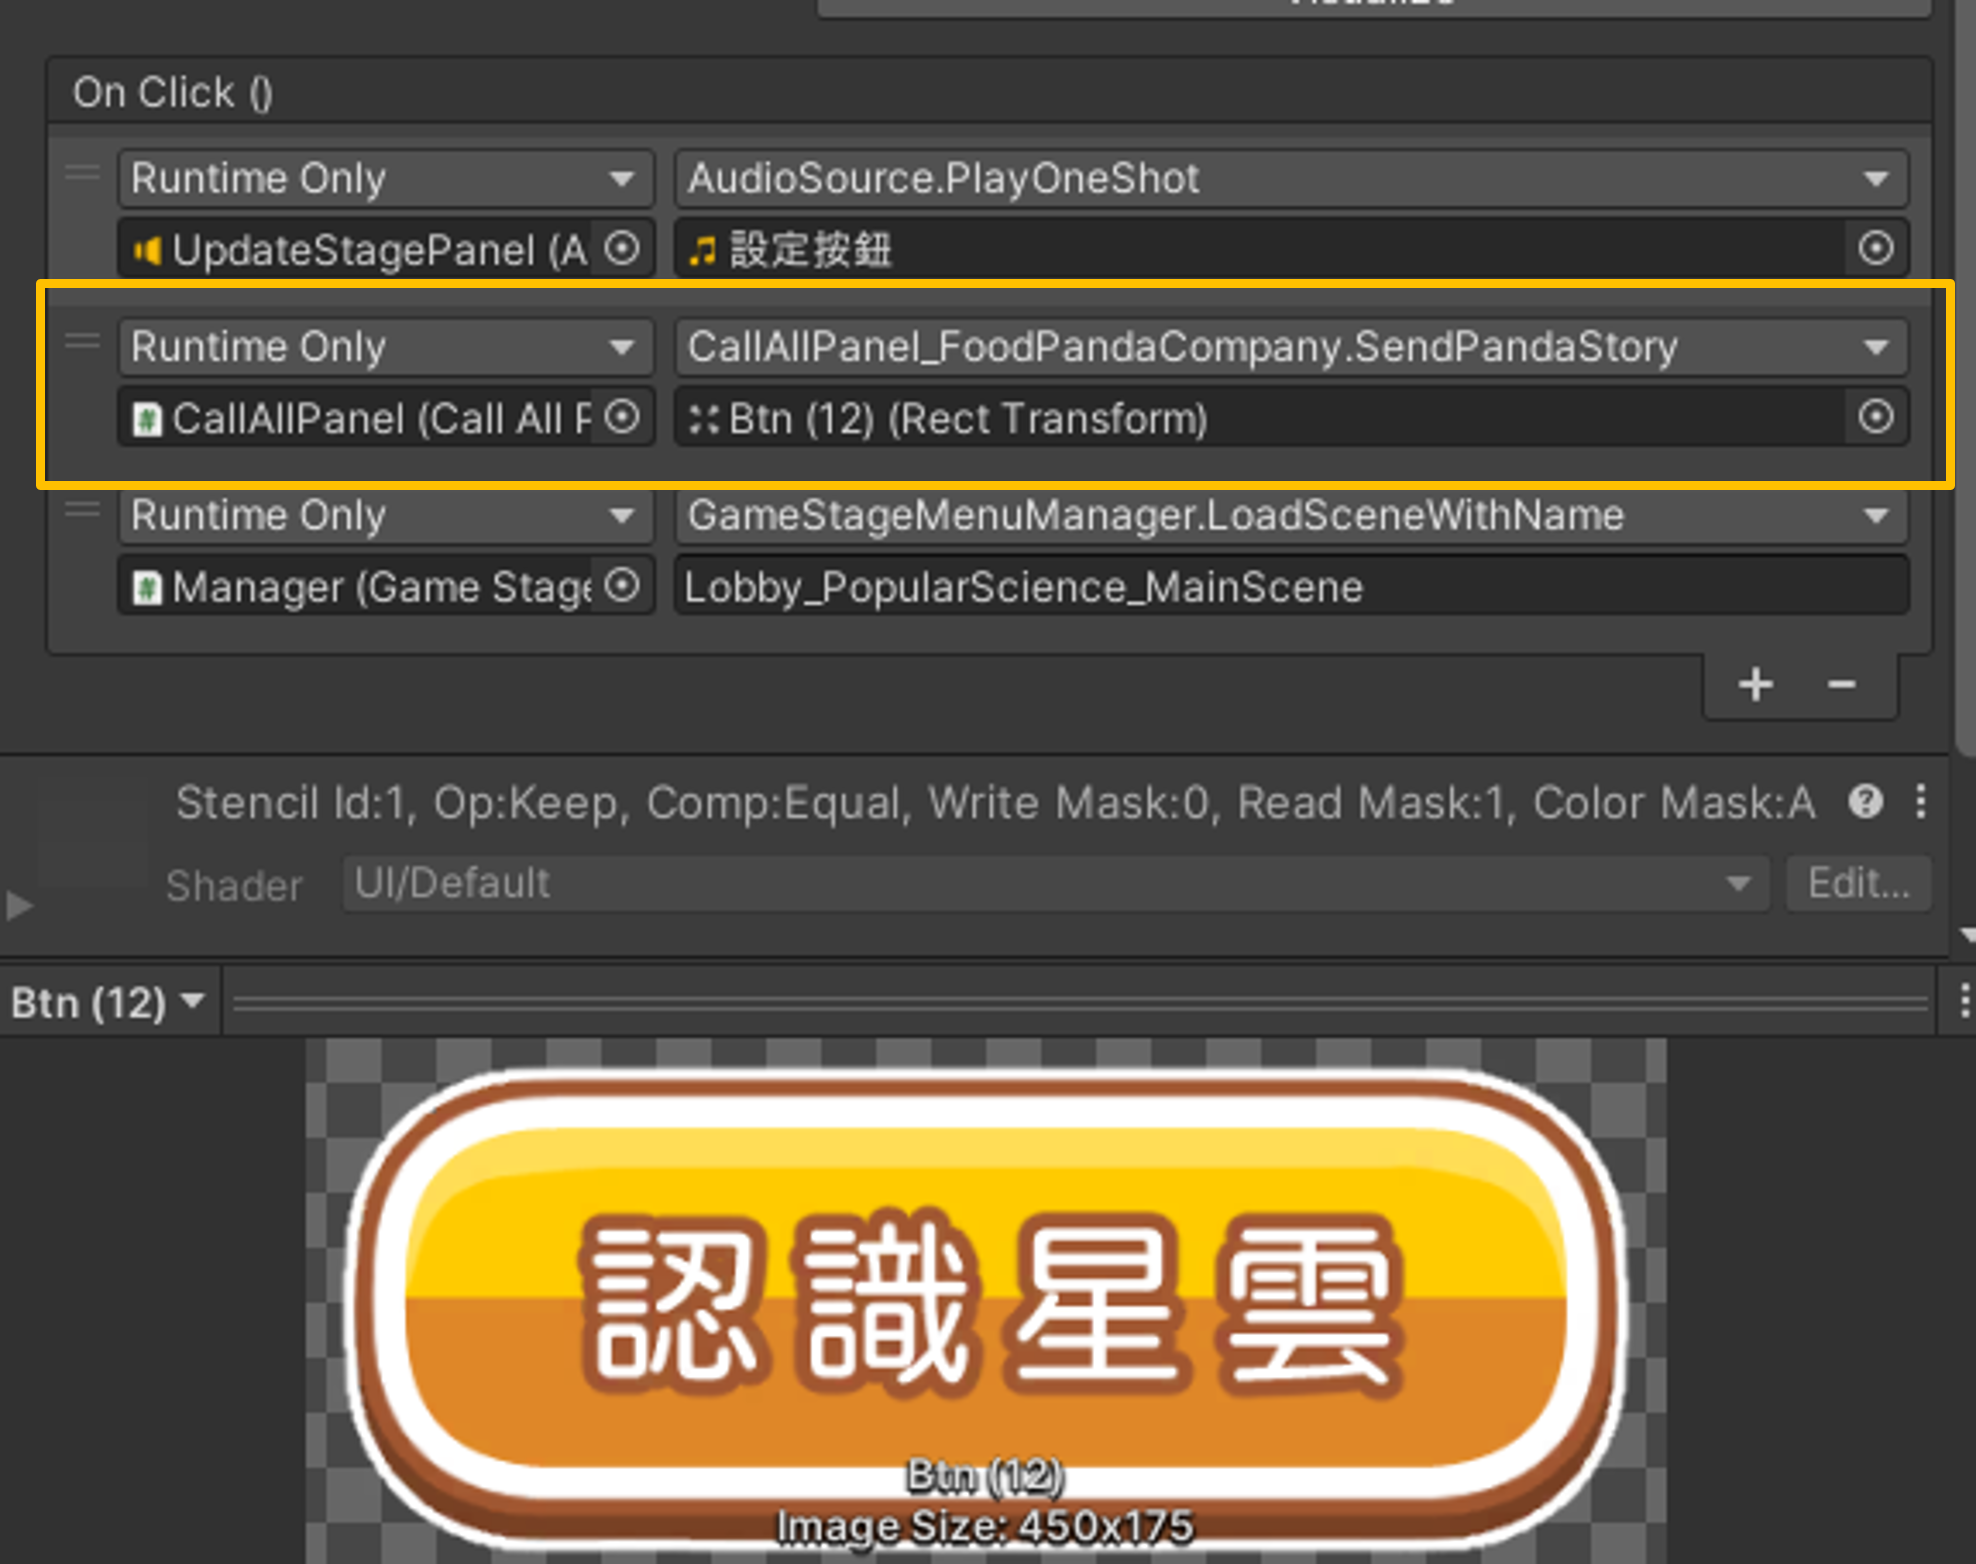 On Click ()
Runtime Only
AudioSource.PlayOneShot
UpdateStagePanel (A
設定按鈕
Runtime Only
CallAllPanel_FoodPandaCompany.SendPandaStory
CallAllPanel (Call All P
Btn (12) (Rect Transform)
Runtime Only
GameStageMenuManager.LoadSceneWithName
Manager (Game Stage
Lobby_PopularScience_MainScene
Stencil Id:1, Op:Keep, Comp:Equal, Write Mask:0, Read Mask:1, Color Mask:A
Shader
UI/Default
Edit...
Btn (12)
認識星雲
Btn (12)
Image Size: 450x175